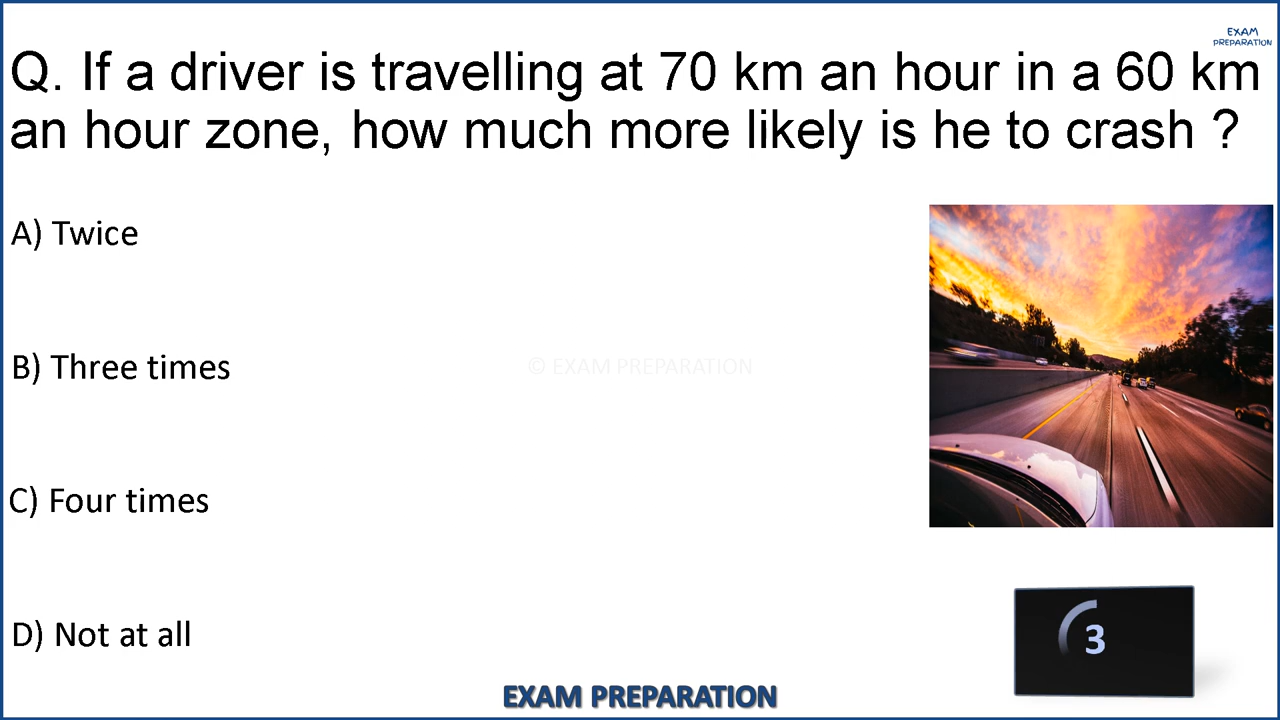 EXAM
PREPARATION
Q. If a driver is travelling at 70 km an hour in a 60 km
an hour zone, how much more likely is he to crash ?
A) Twice
B) Three times
© EXAM PREPARATION
C) Four times
D) Not at all
3
EXAM PREPARATION